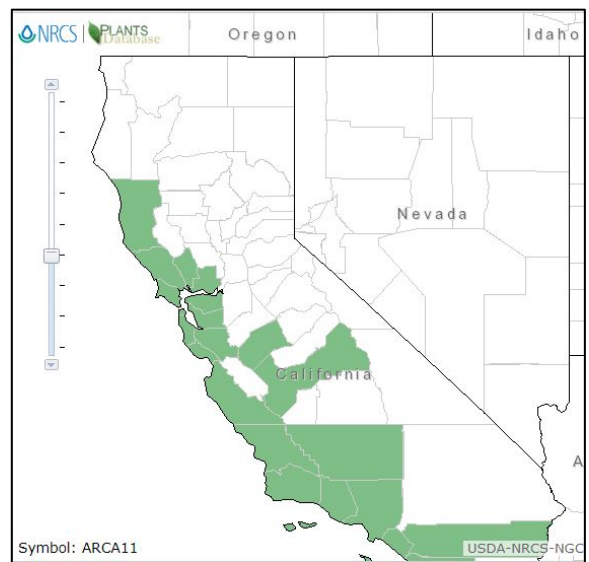 NRCS | PLANTS
Database
Oregon
Idaho
Nevada
California
A
Symbol: ARCA11
USDA-NRCS-NGC